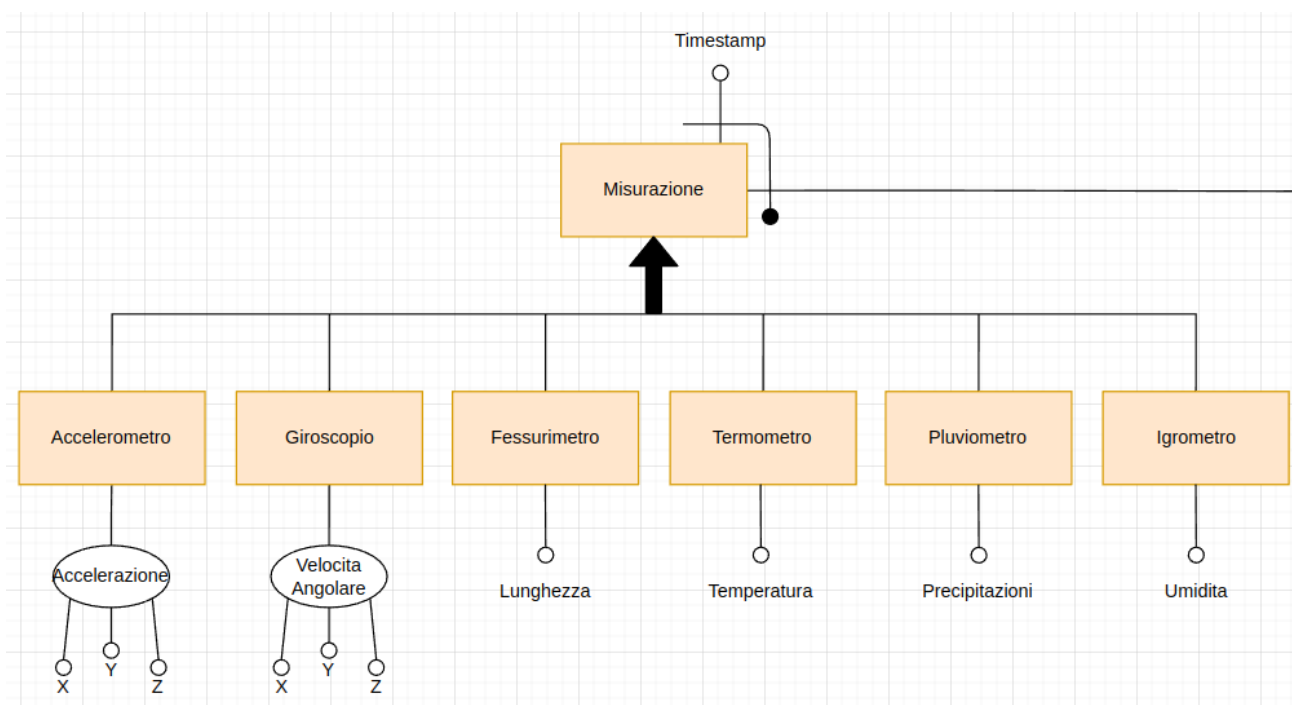 Timestamp
Misurazione
Accelerometro
Giroscopio
Fessurimetro
Termometro
Pluviometro
Igrometro
Accelerazione
Velocita
Angolare
Lunghezza
Temperatura
Precipitazioni
Umidita
X
Y
Z
X
Y
Z